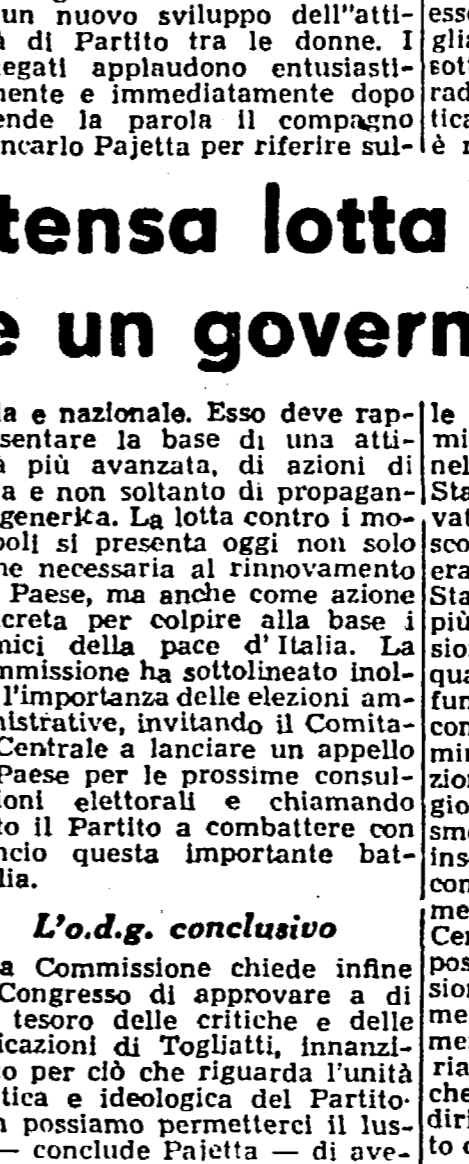 un nuovo sviluppo dell"atti-
à di Partito tra le donne. I
egati applaudono entusiasti-
mente e immediatamente dopo
ende la parola il compagno
ncarlo Pajetta per riferire sul-
esse
glia
sott
rad
tica
è r
tensa lotta
e un govern
la e nazionale. Esso deve rap-
sentare la base di una atti-
à più avanzata, di azioni di
a e non soltanto di propagan-
generica. La lotta contro i mo-
poli si presenta oggi non solo
ne necessaria al rinnovamento
Paese, ma anche come azione
creta per colpire alla base i
mici della pace d'Italia. La
mmissione ha sottolineato inol-
l'importanza delle elezioni am-
nistrative, invitando il Comita-
Centrale a lanciare un appello
Paese per le prossime consul-
ioni elettorali e chiamando
to il Partito a combattere con
ncio questa importante bat-
lia.
L'o.d.g. conclusivo
a Commissione chiede infine
Congresso di approvare a di
tesoro delle critiche e delle
icazioni di Togliatti, innanzi-
o per ciò che riguarda l'unità
tica e ideologica del Partito.
n possiamo permetterci il lus-
— conclude Pajetta — di ave-
le
mi
nel
Sta
vat
sco
era
Sta
più
sio
qua
fun
con
min
zion
gio
sme
ins
con
me
Cer
pos
sion
me
mer
ria
che
diri
to c